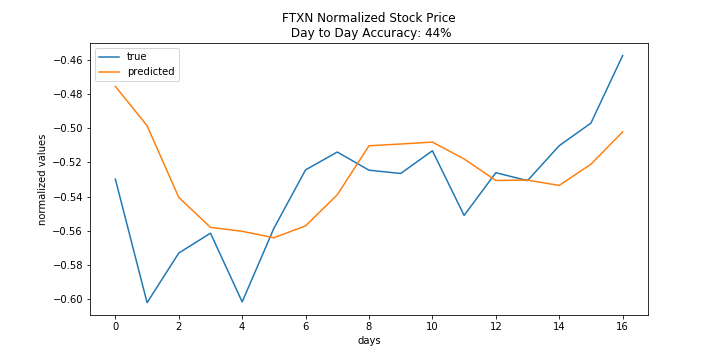 FTXN Normalized Stock Price
Day to Day Accuracy: 44%
true
predicted
normalized values
−0.46
−0.48
−0.50
−0.52
−0.54
−0.56
−0.58
−0.60
0 2 4 6 8 10 12 14 16
days